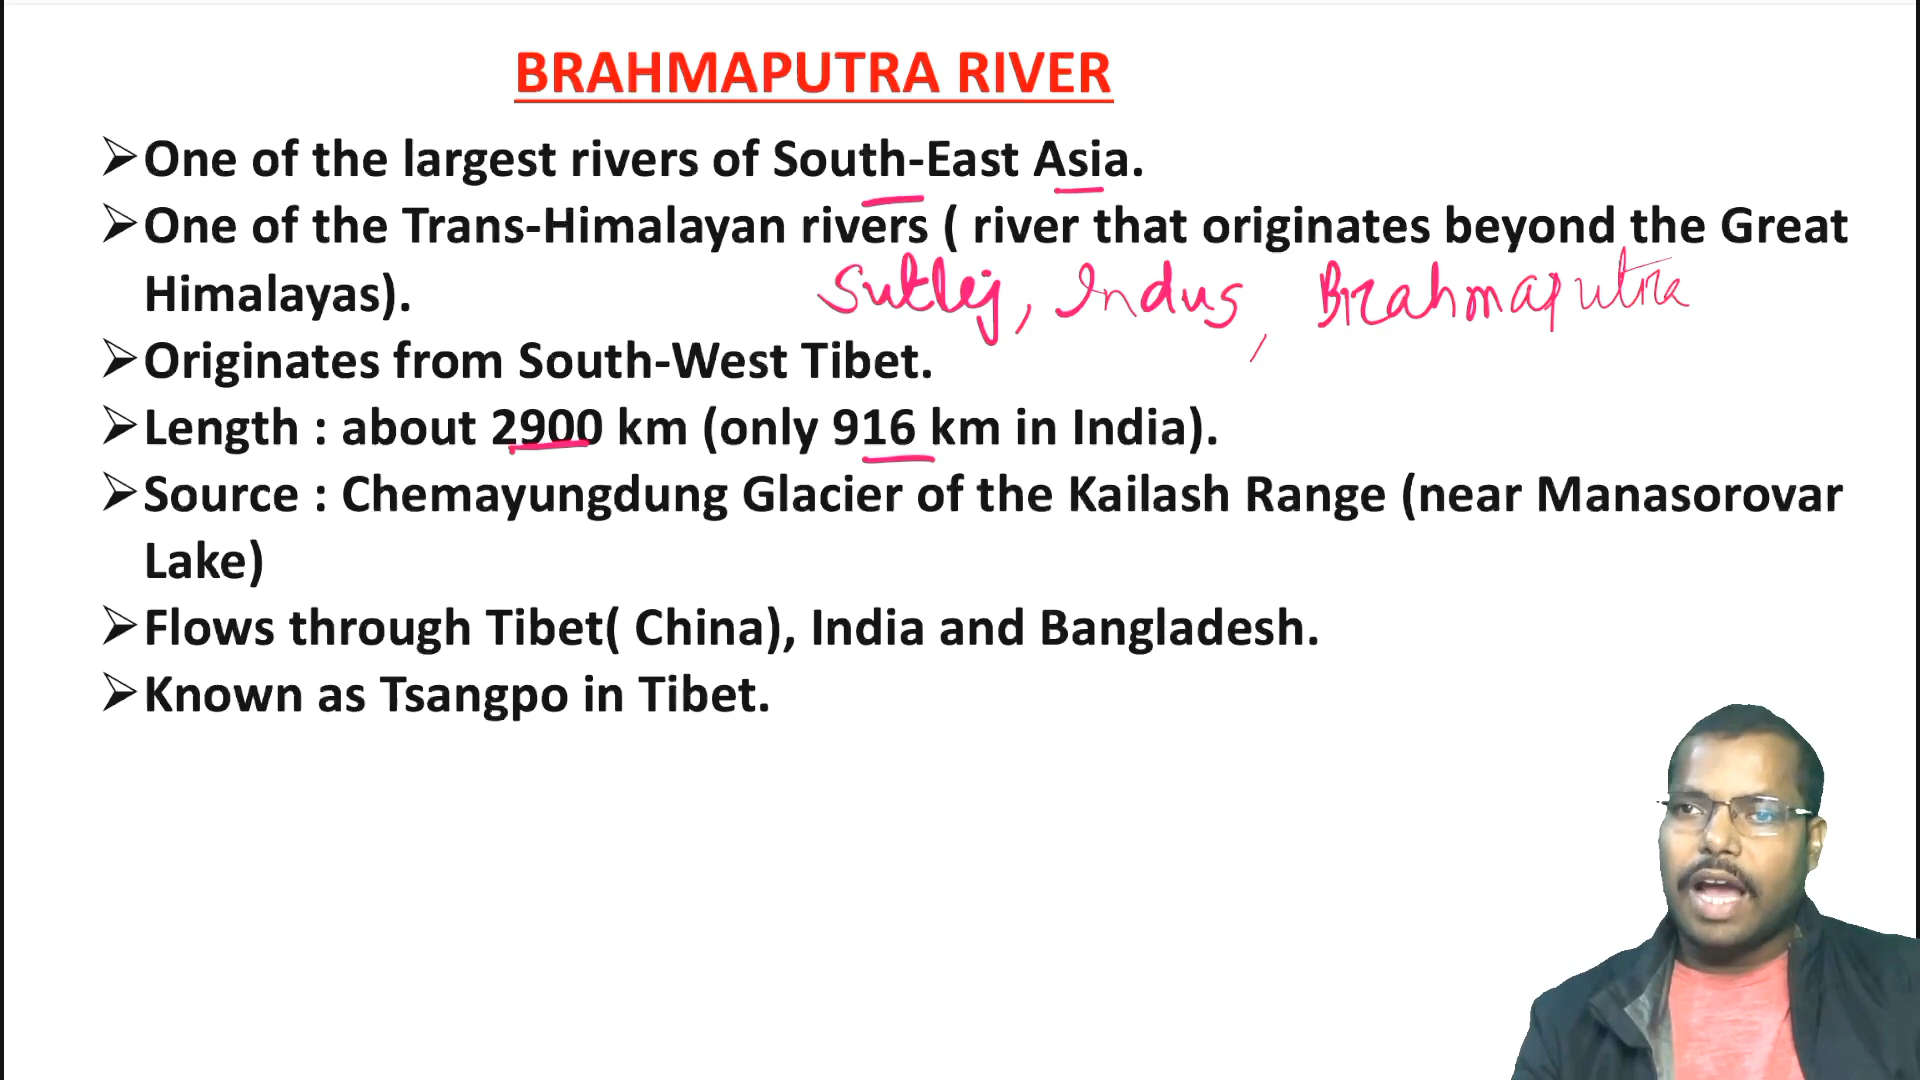 BRAHMAPUTRA RIVER
➢One of the largest rivers of South-East Asia.
➢One of the Trans-Himalayan rivers ( river that originates beyond the Great
Himalayas).
Sutlej, Indus, Brahmaputra
➢Originates from South-West Tibet.
➢Length : about 2900 km (only 916 km in India).
➢Source : Chemayungdung Glacier of the Kailash Range (near Manasorovar
Lake)
➢Flows through Tibet( China), India and Bangladesh.
➢Known as Tsangpo in Tibet.